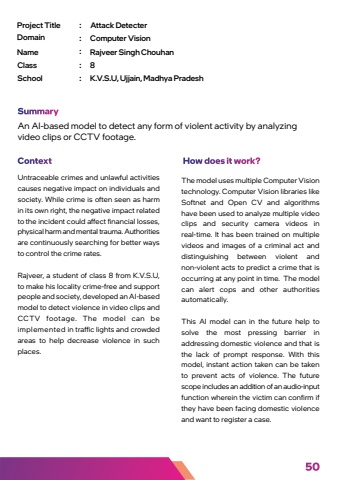 Project Title : Attack Detecter
Domain : Computer Vision
Name : Rajveer Singh Chouhan
Class : 8
School : K.V.S.U, Ujjain, Madhya Pradesh
Summary
An AI-based model to detect any form of violent activity by analyzing
video clips or CCTV footage.
Context
Untraceable crimes and unlawful activities
causes negative impact on individuals and
society. While crime is often seen as harm
in its own right, the negative impact related
to the incident could affect financial losses,
physical harm and mental trauma. Authorities
are continuously searching for better ways
to control the crime rates.
Rajveer, a student of class 8 from K.V.S.U,
to make his locality crime-free and support
people and society, developed an AI-based
model to detect violence in video clips and
CCTV footage. The model can be
implemented in traffic lights and crowded
areas to help decrease violence in such
places.
How does it work?
The model uses multiple Computer Vision
technology. Computer Vision libraries like
Softnet and Open CV and algorithms
have been used to analyze multiple video
clips and security camera videos in
real-time. It has been trained on multiple
videos and images of a criminal act and
distinguishing between violent and
non-violent acts to predict a crime that is
occurring at any point in time. The model
can alert cops and other authorities
automatically.
This AI model can in the future help to
solve the most pressing barrier in
addressing domestic violence and that is
the lack of prompt response. With this
model, instant action taken can be taken
to prevent acts of violence. The future
scope includes an addition of an audio-input
function wherein the victim can confirm if
they have been facing domestic violence
and want to register a case.
50